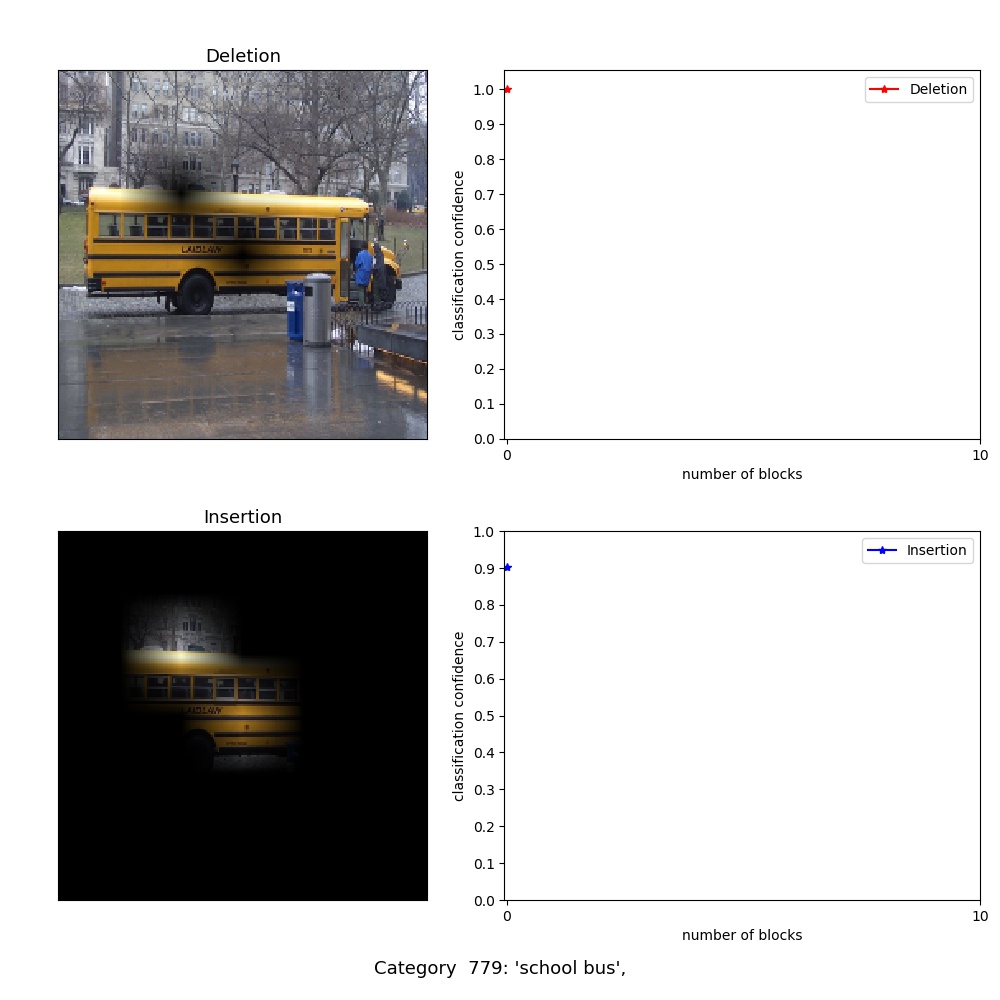 Deletion
1.0
0.9
0.8
0.7
0.6
0.5
0.4
0.3
0.2
0.1
0.0
classification confidence
0
10
number of blocks
Deletion
LAIDLAW
Insertion
1.0
0.9
0.8
0.7
0.6
0.5
0.4
0.3
0.2
0.1
0.0
classification confidence
0
10
number of blocks
Insertion
LAIDLAW
Category 779: 'school bus',